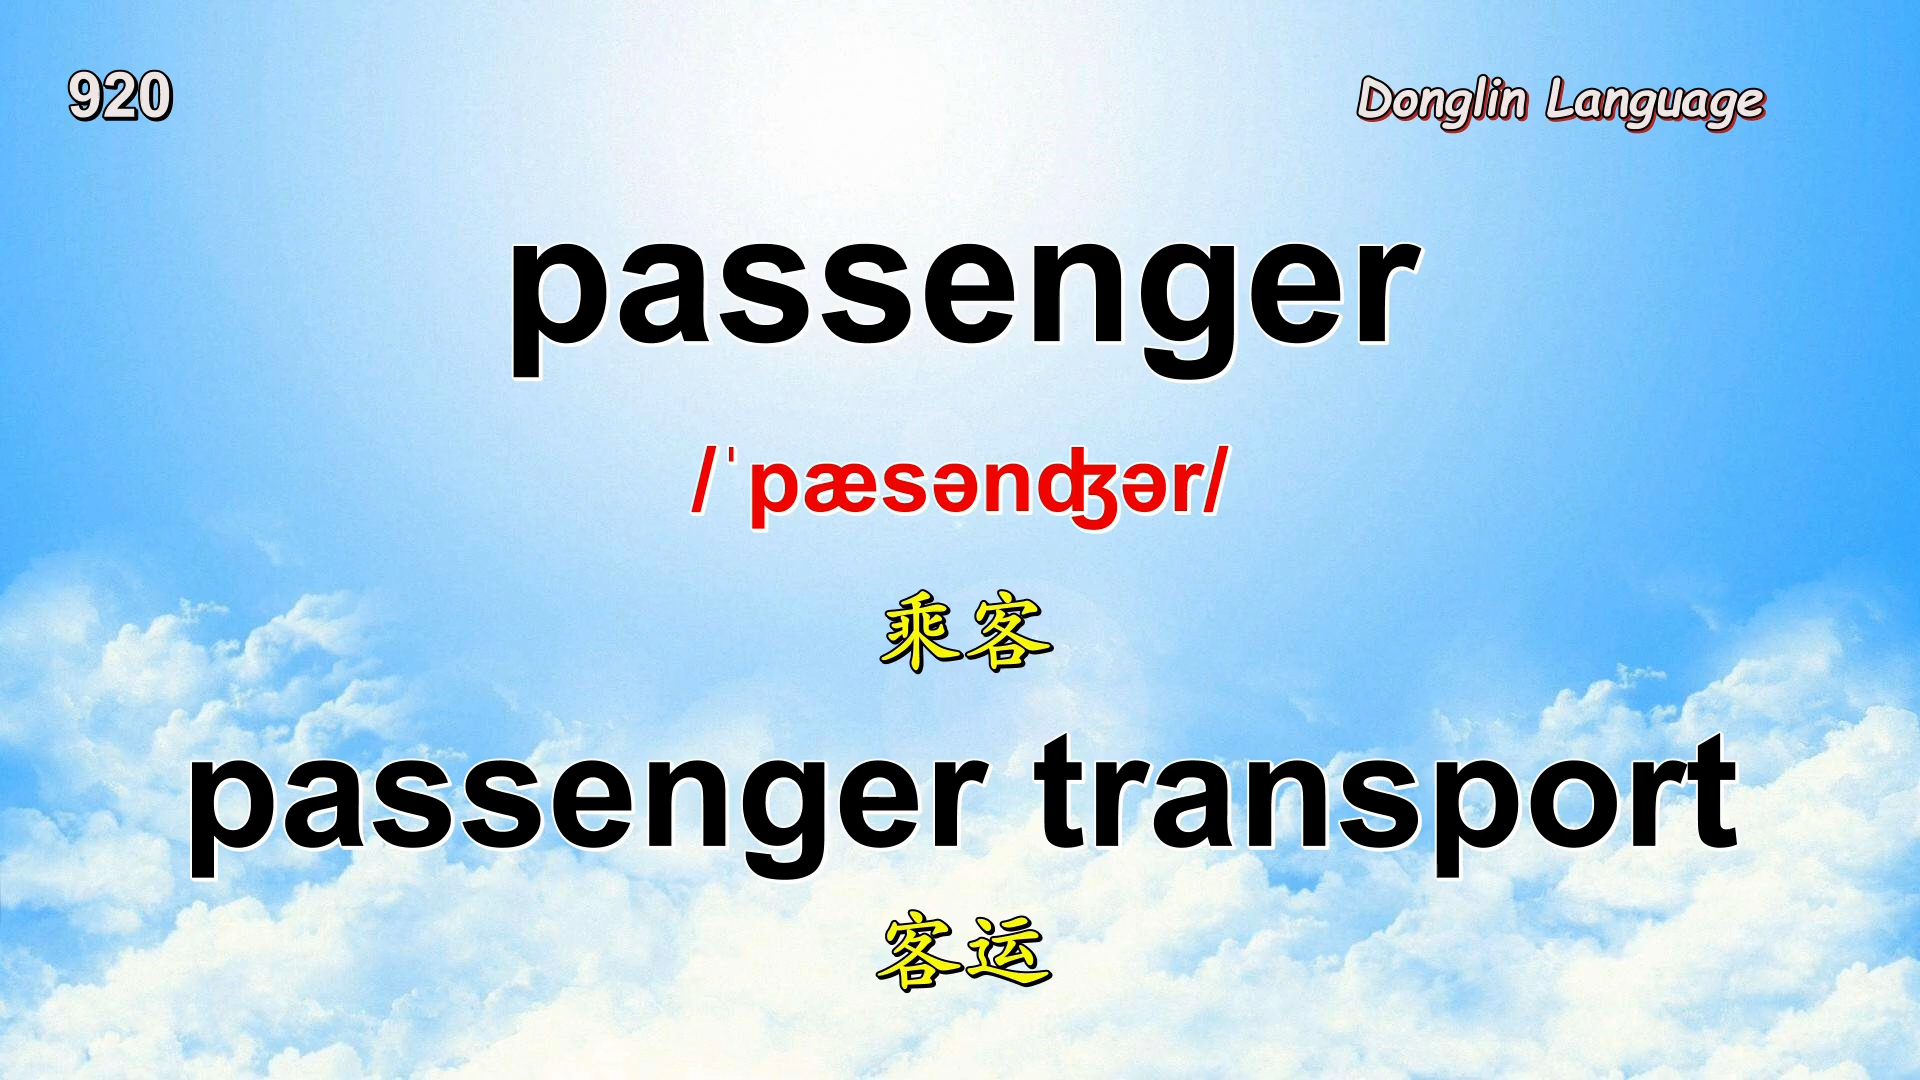 920
Donglin Language
passenger
/ˈpæsənʤər/
乘客
passenger transport
客运